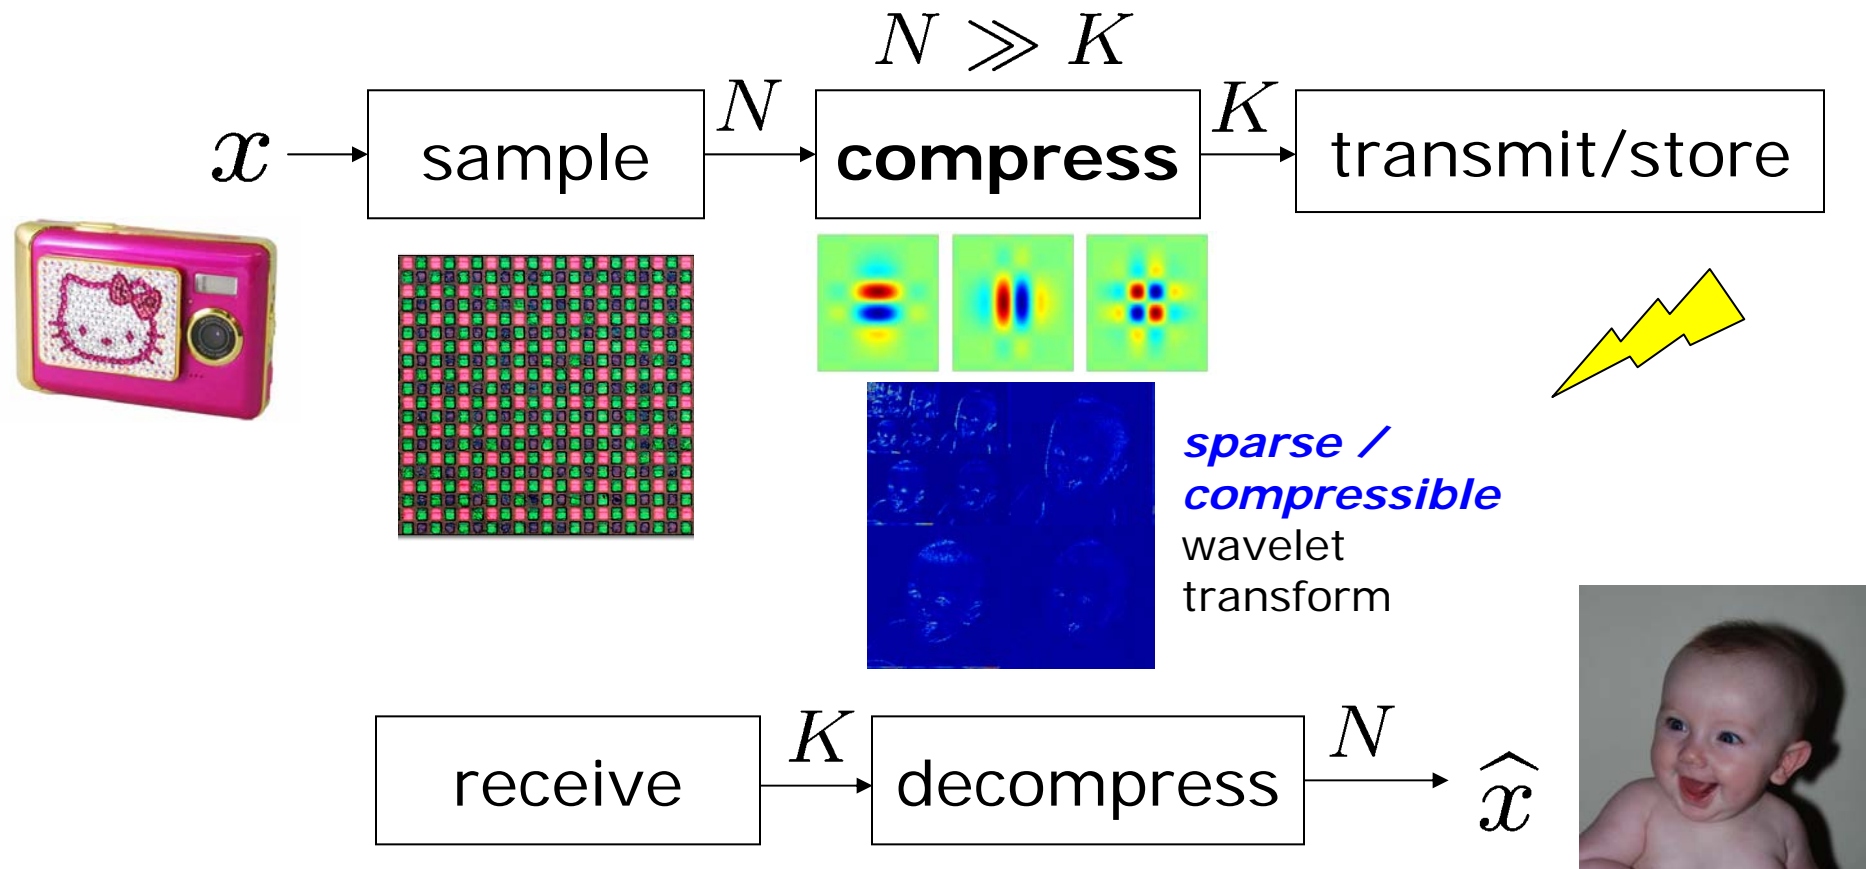 N ≫ K
x
sample
N
compress
K
transmit/store
sparse /
compressible
wavelet
transform
receive
K
decompress
N
x̂